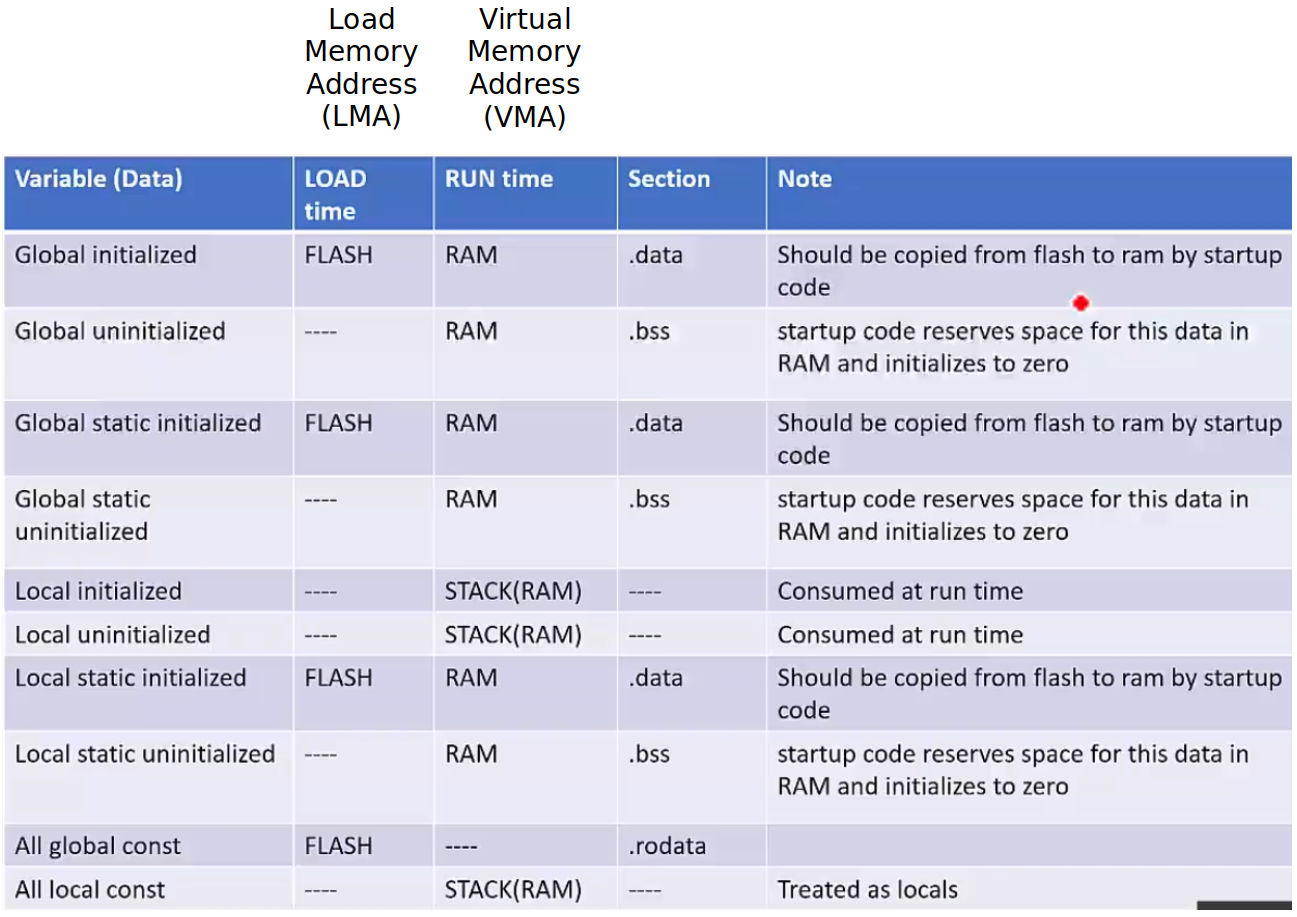 Load Memory Address (LMA)
Virtual Memory Address (VMA)
Variable (Data) LOAD time RUN time Section Note
Global initialized FLASH RAM .data Should be copied from flash to ram by startup code
Global uninitialized ---- RAM .bss startup code reserves space for this data in RAM and initializes to zero
Global static initialized FLASH RAM .data Should be copied from flash to ram by startup code
Global static uninitialized ---- RAM .bss startup code reserves space for this data in RAM and initializes to zero
Local initialized ---- STACK(RAM) ---- Consumed at run time
Local uninitialized ---- STACK(RAM) ---- Consumed at run time
Local static initialized FLASH RAM .data Should be copied from flash to ram by startup code
Local static uninitialized ---- RAM .bss startup code reserves space for this data in RAM and initializes to zero
All global const FLASH ---- .rodata
All local const ---- STACK(RAM) ---- Treated as locals